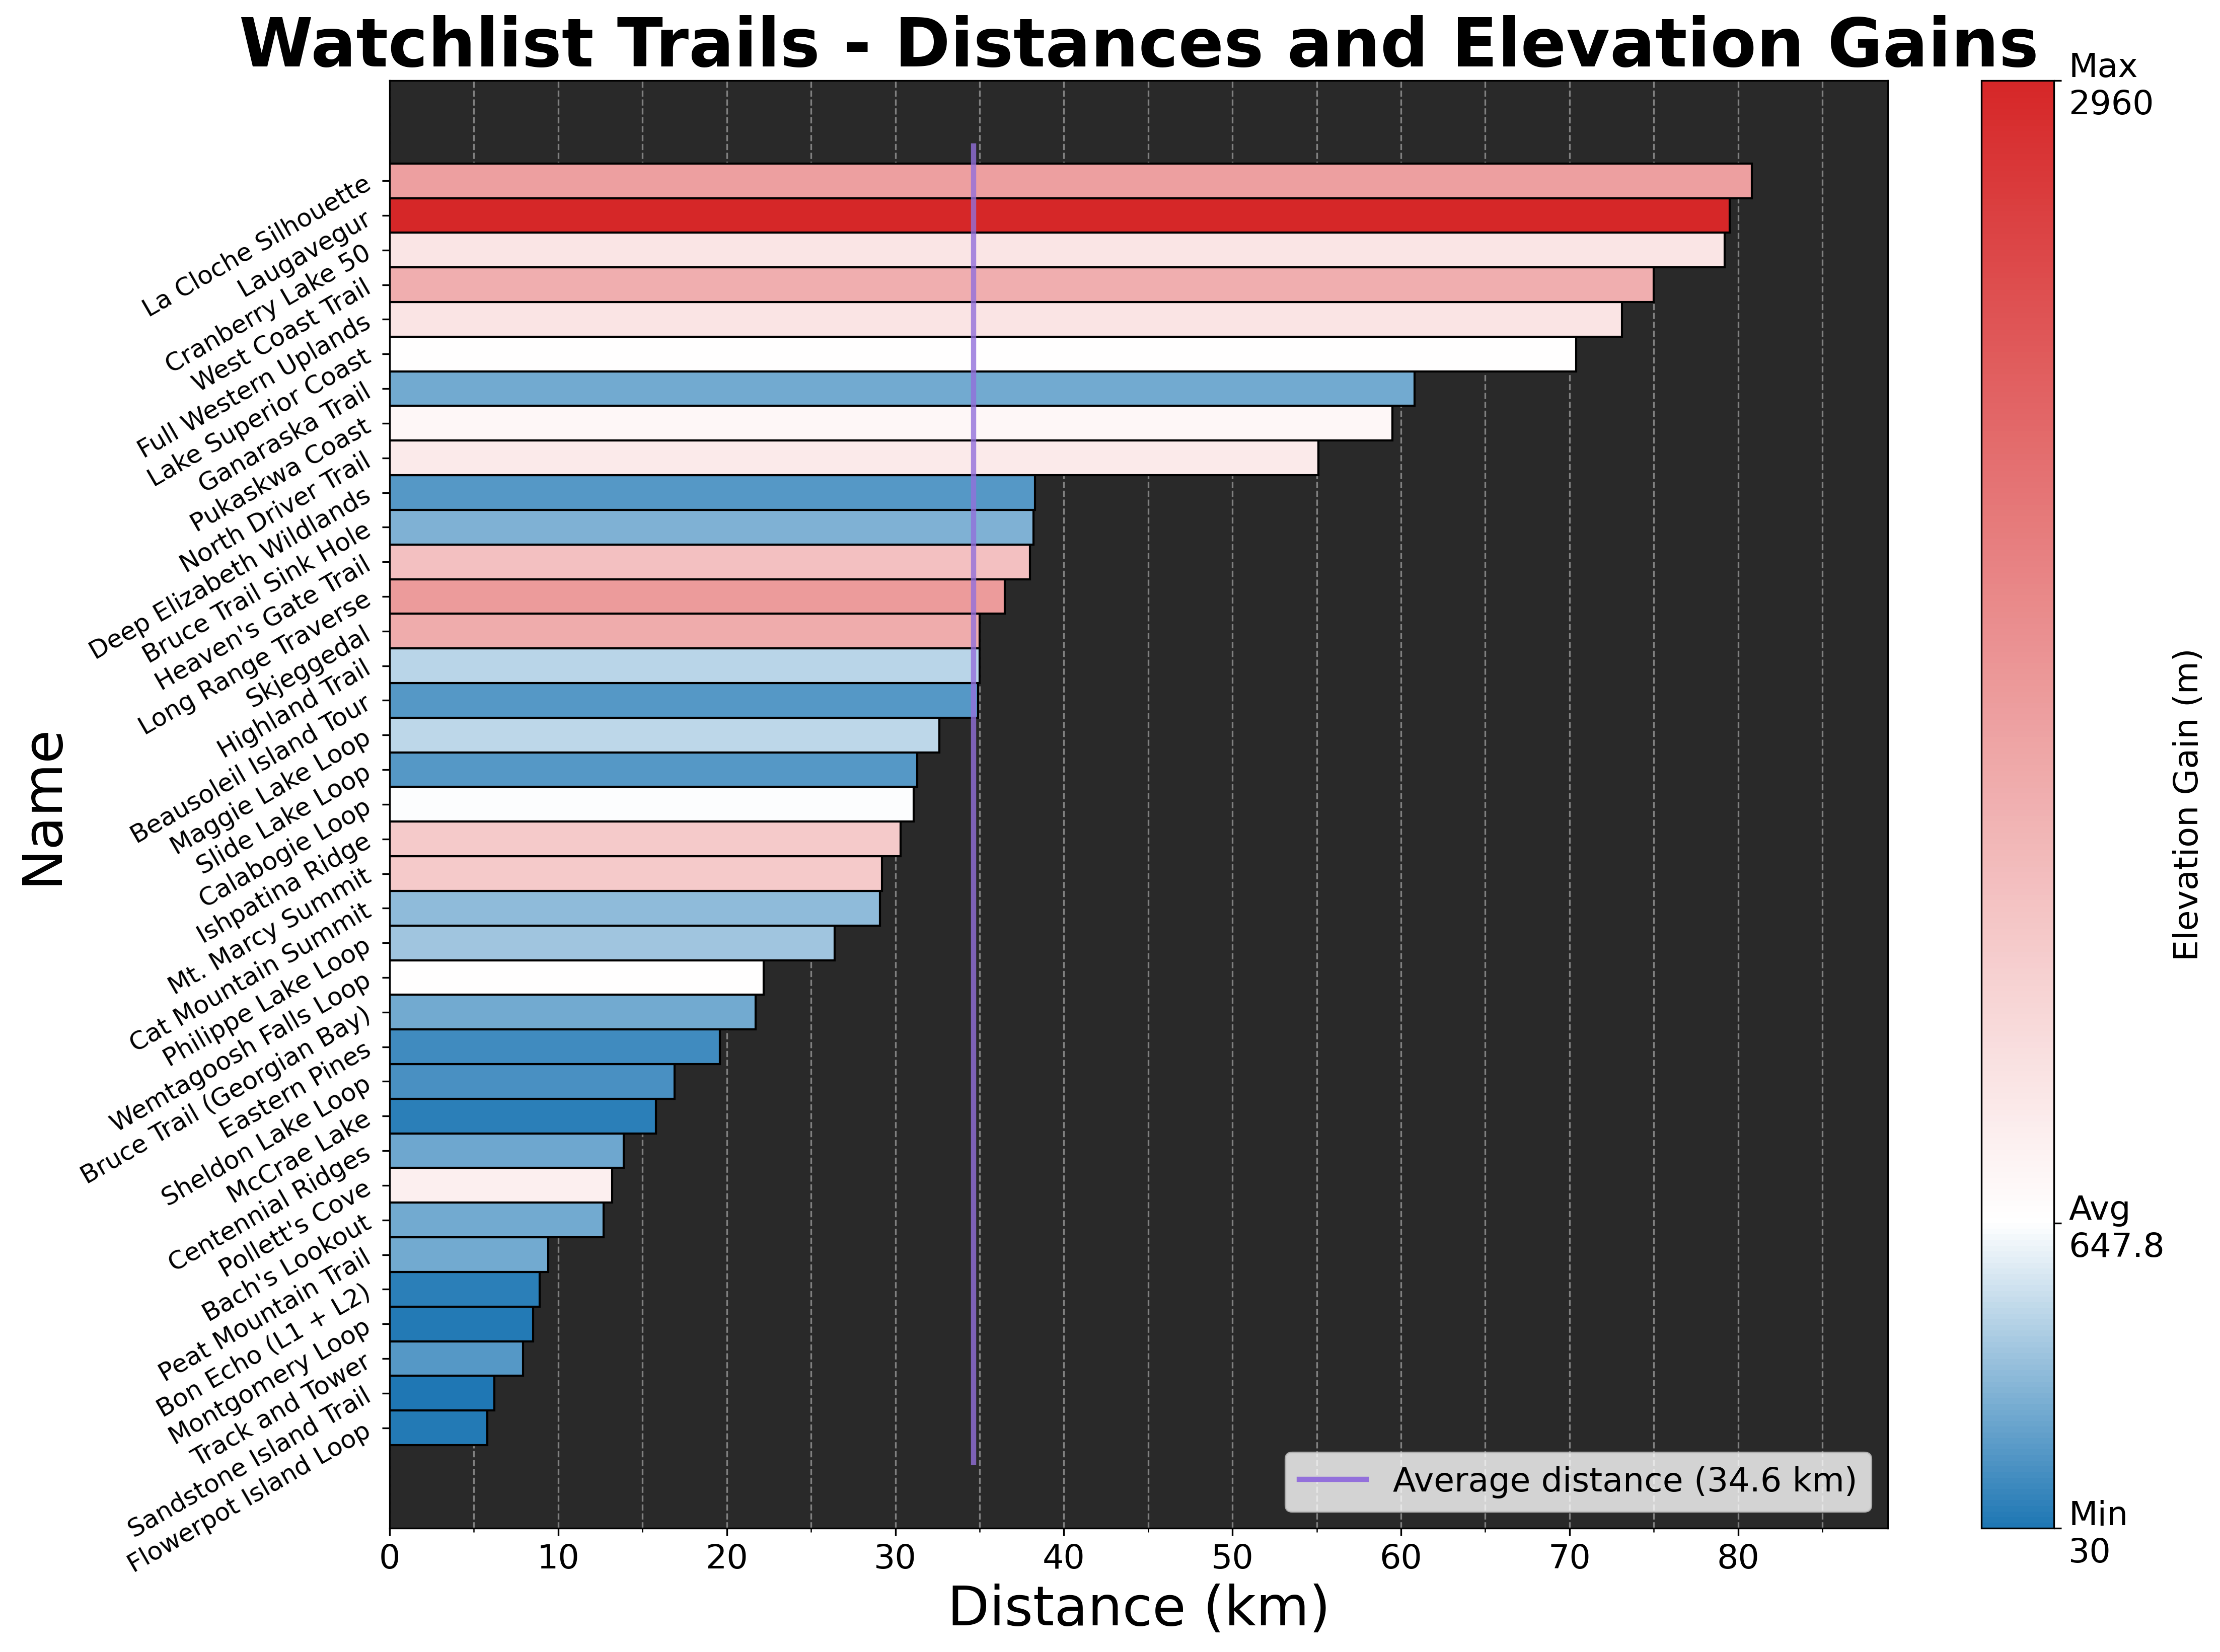 Watchlist Trails - Distances and Elevation Gains
Name
La Cloche Silhouette
Laugavegur
Cranberry Lake 50
West Coast Trail
Full Western Uplands
Lake Superior Coast
Ganaraska Trail
Pukaskwa Coast
North Driver Trail
Deep Elizabeth Wildlands
Bruce Trail Sink Hole
Heaven's Gate Trail
Long Range Traverse
Skjeggedal
Highland Trail
Beausoleil Island Tour
Maggie Lake Loop
Slide Lake Loop
Calabogie Loop
Ishpatina Ridge
Mt. Marcy Summit
Cat Mountain Summit
Philippe Lake Loop
Wemtagoosh Falls Loop
Bruce Trail (Georgian Bay)
Eastern Pines
Sheldon Lake Loop
McCrae Lake
Centennial Ridges
Pollett's Cove
Bach's Lookout
Peat Mountain Trail
Bon Echo (L1 + L2)
Montgomery Loop
Track and Tower
Sandstone Island Trail
Flowerpot Island Loop
0 10 20 30 40 50 60 70 80
Distance (km)
Average distance (34.6 km)
Max
2960
Avg
647.8
Min
30
Elevation Gain (m)